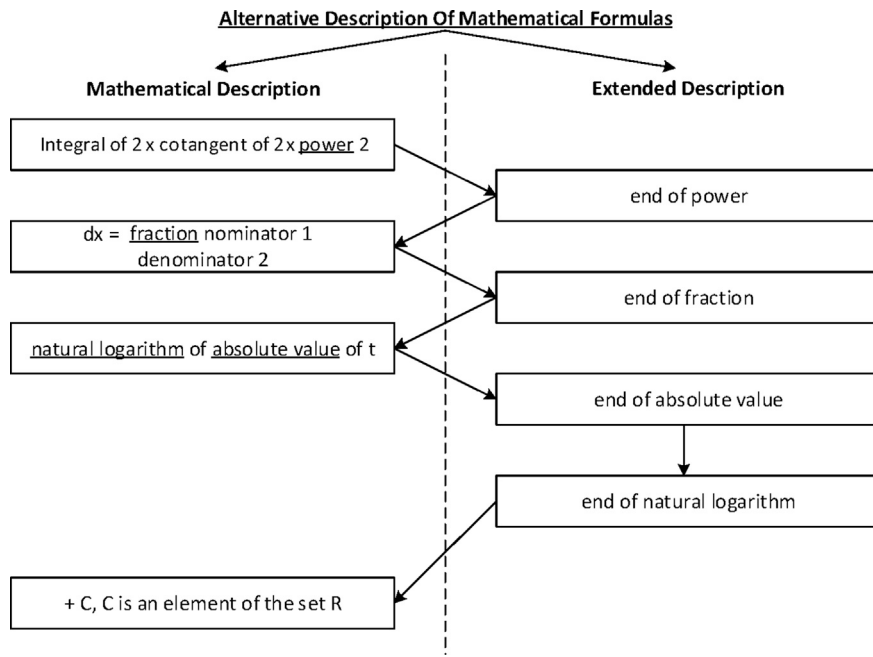 Alternative Description Of Mathematical Formulas
Mathematical Description
Extended Description
Integral of 2 x cotangent of 2 x power 2
end of power
dx = fraction nominator 1
denominator 2
end of fraction
natural logarithm of absolute value of t
end of absolute value
end of natural logarithm
+ C, C is an element of the set R